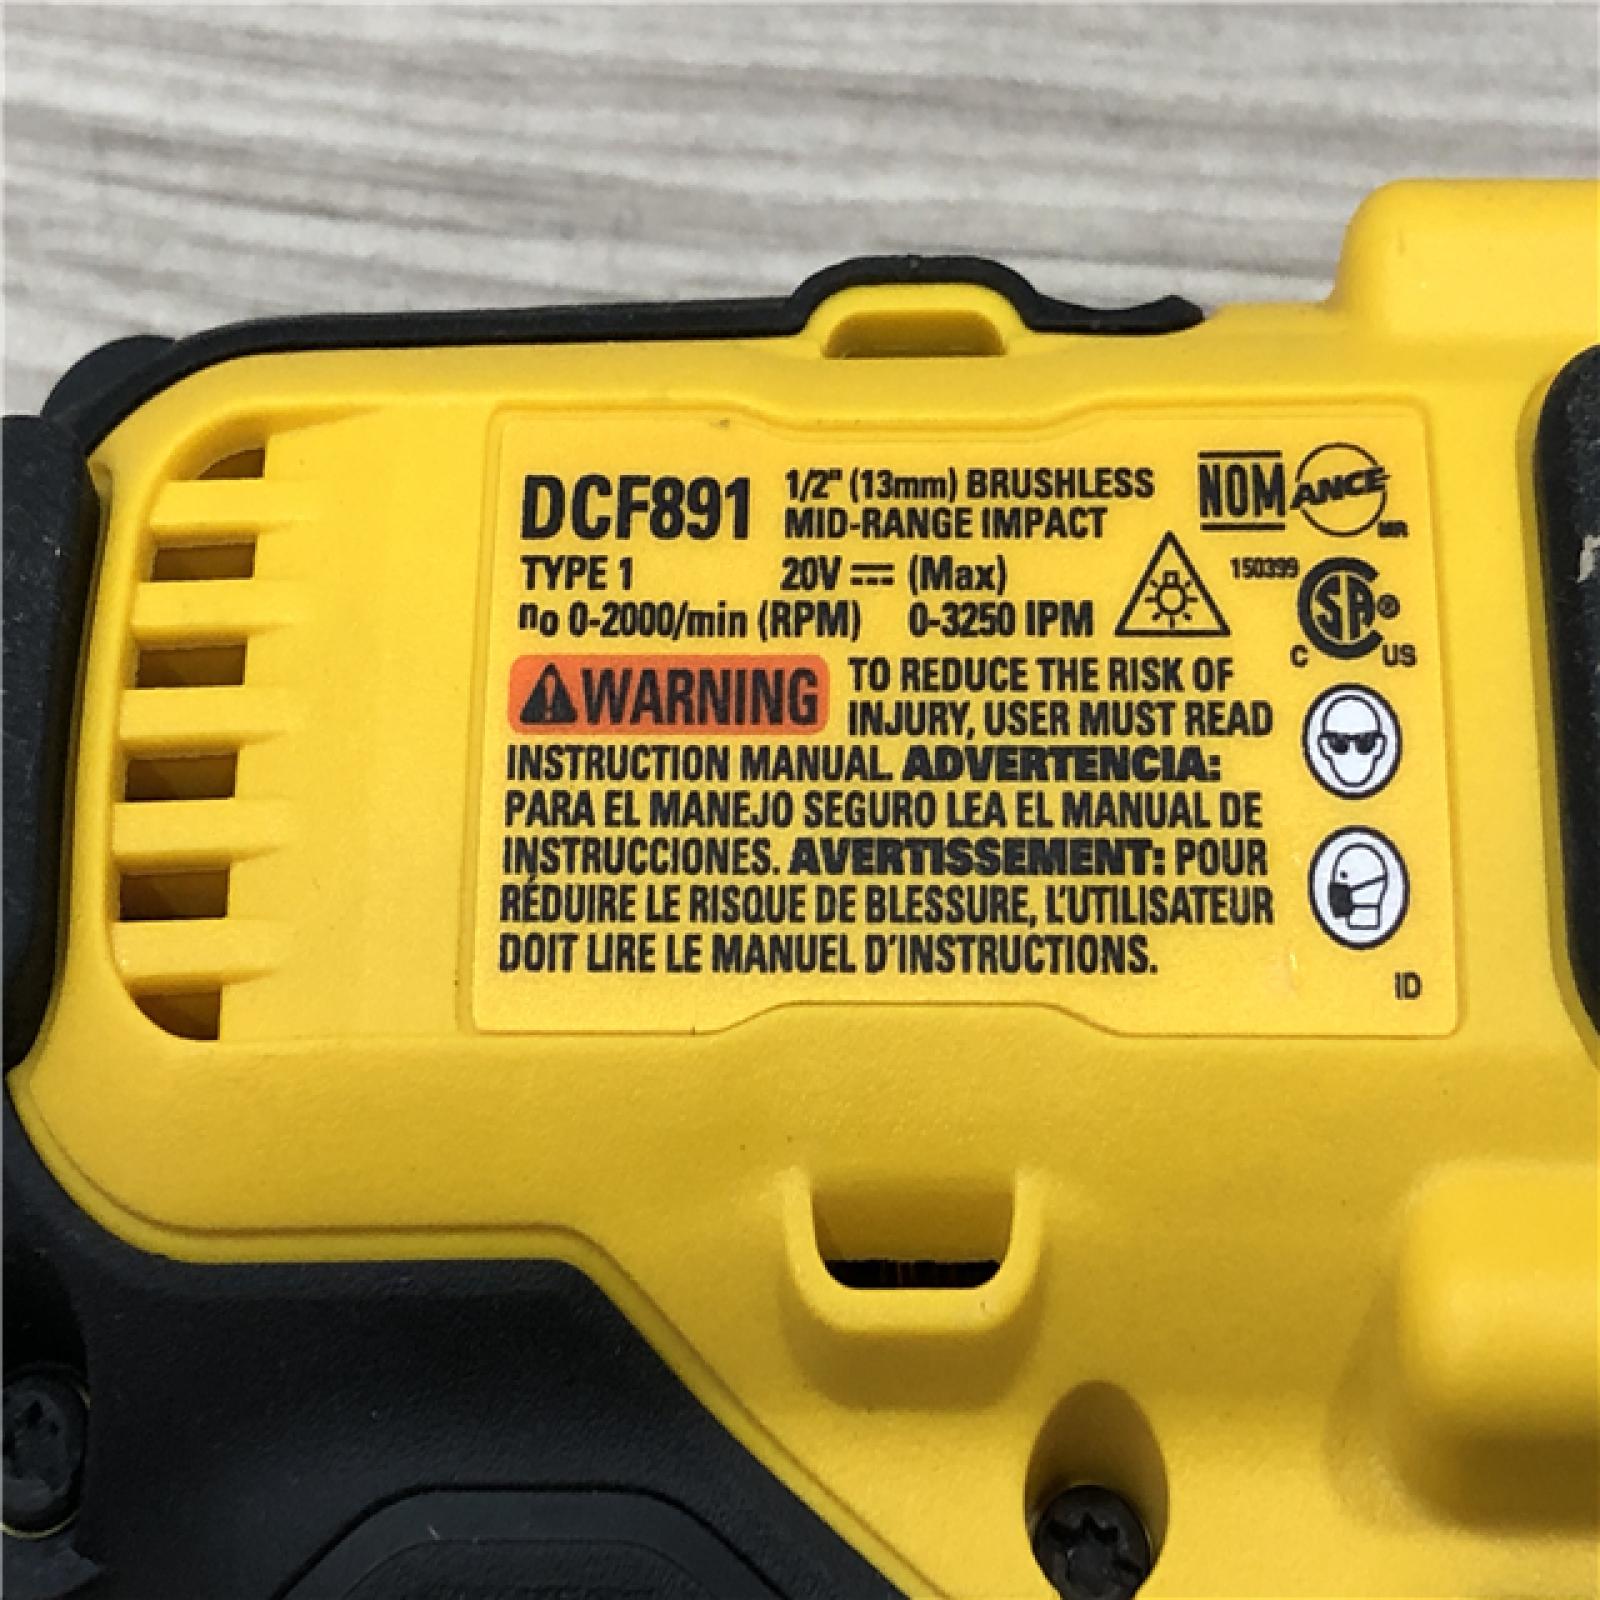 DCF891 1/2" (13mm) BRUSHLESS
MID-RANGE IMPACT
NOM ANCE MR
TYPE 1 20V ⎓ (Max)
no 0-2000/min (RPM) 0-3250 IPM
150399 SA® C US
WARNING TO REDUCE THE RISK OF
INJURY, USER MUST READ
INSTRUCTION MANUAL. ADVERTENCIA:
PARA EL MANEJO SEGURO LEA EL MANUAL DE
INSTRUCCIONES. AVERTISSEMENT: POUR
RÉDUIRE LE RISQUE DE BLESSURE, L'UTILISATEUR
DOIT LIRE LE MANUEL D'INSTRUCTIONS.
ID